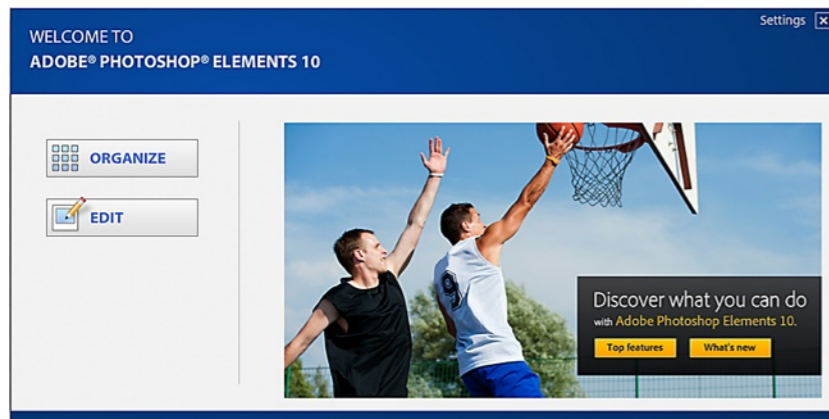 Settings
WELCOME TO
ADOBE® PHOTOSHOP® ELEMENTS 10
ORGANIZE
EDIT
9
Discover what you can do
with Adobe Photoshop Elements 10.
Top features What's new